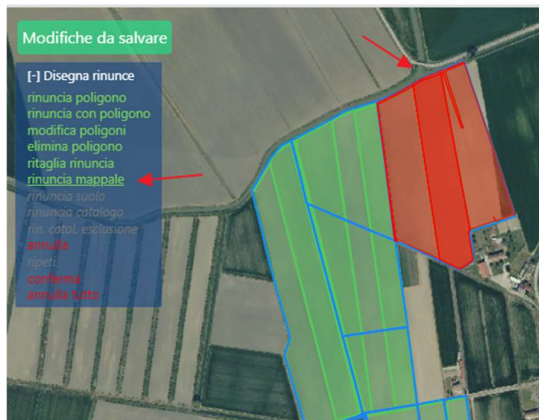 Modifiche da salvare
[-] Disegna rinunce
rinuncia poligono
rinuncia con poligono
modifica poligoni
elimina poligono
ritaglia rinuncia
rinuncia mappale
rinuncia suolo
rinuncia catalogo
rin. catal. esclusione
annulla
ripeti
conferma
annulla tutto